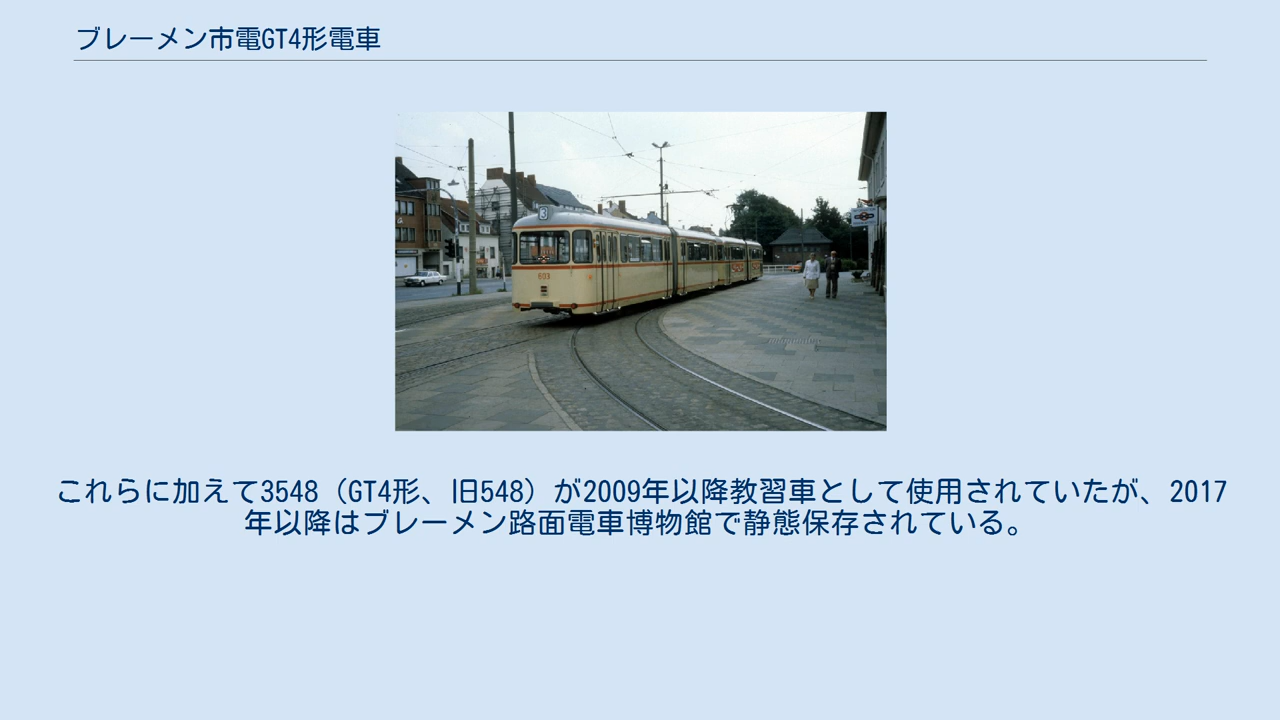 ブレーメン市電GT4形電車
3
603
これらに加えて3548（GT4形、旧548）が2009年以降教習車として使用されていたが、2017
年以降はブレーメン路面電車博物館で静態保存されている。